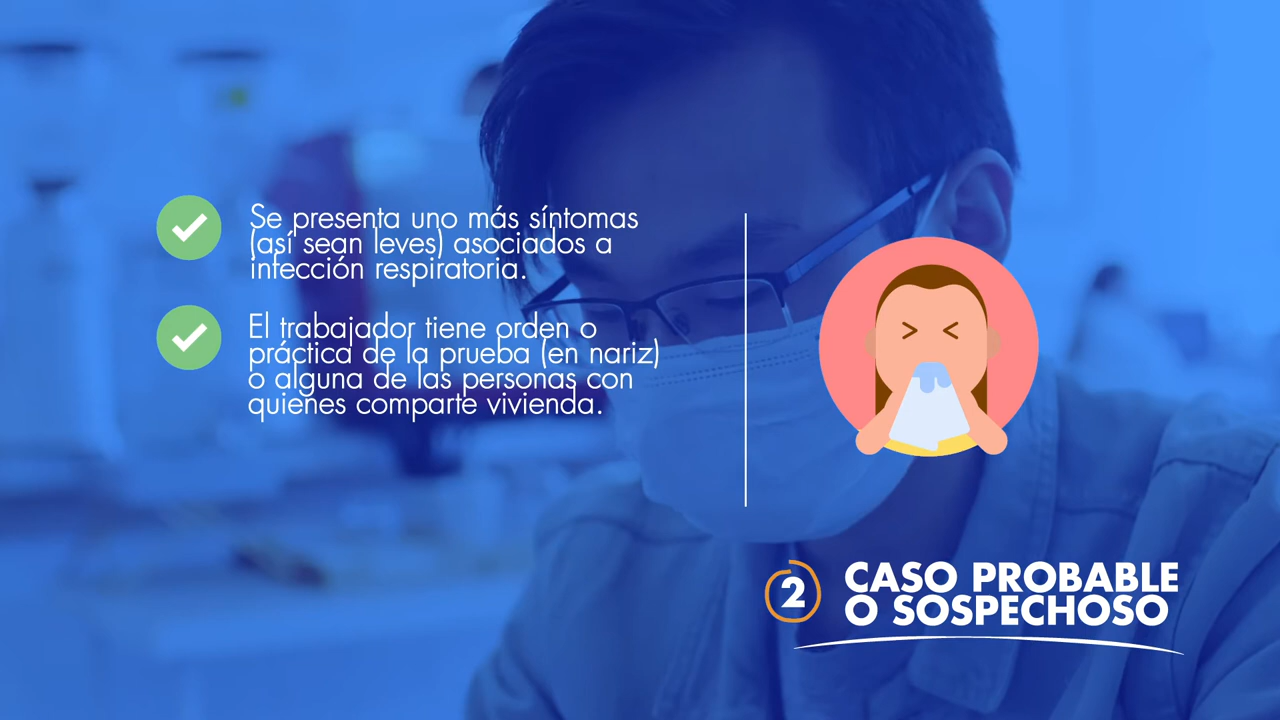 Se presenta uno más síntomas
(así sean leves) asociados a
infección respiratoria.
El trabajador tiene orden o
práctica de la prueba (en nariz)
o alguna de las personas con
quienes comparte vivienda.
2
CASO PROBABLE
O SOSPECHOSO